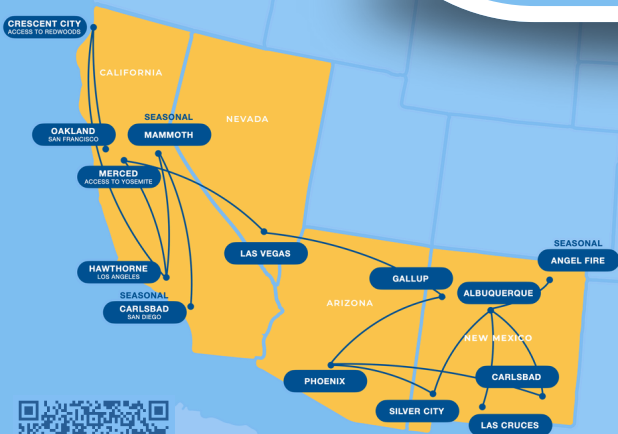 CRESCENT CITY
ACCESS TO REDWOODS
CALIFORNIA
SEASONAL
MAMMOTH
NEVADA
OAKLAND
SAN FRANCISCO
MERCED
ACCESS TO YOSEMITE
LAS VEGAS
HAWTHORNE
LOS ANGELES
SEASONAL
CARLSBAD
SAN DIEGO
SEASONAL
ANGEL FIRE
GALLUP
ALBUQUERQUE
ARIZONA
NEW MEXICO
PHOENIX
CARLSBAD
SILVER CITY
LAS CRUCES